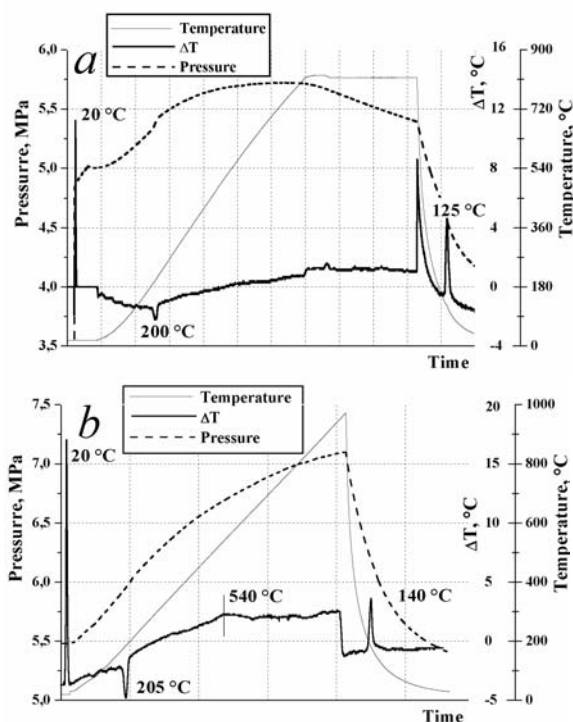 Temperature
ΔT
Pressure
a
6,0
5,5
5,0
4,5
4,0
3,5
Pressurre, MPa
20 °C
200 °C
125 °C
16
12
8
4
0
-4
ΔT, °C
900
720
540
360
180
0
Temperature, °C
Time
Temperature
ΔT
Pressure
b
7,5
7,0
6,5
6,0
5,5
5,0
Pressurre, MPa
20 °C
205 °C
540 °C
140 °C
20
15
10
5
0
-5
ΔT, °C
1000
800
600
400
200
0
Temperature, °C
Time